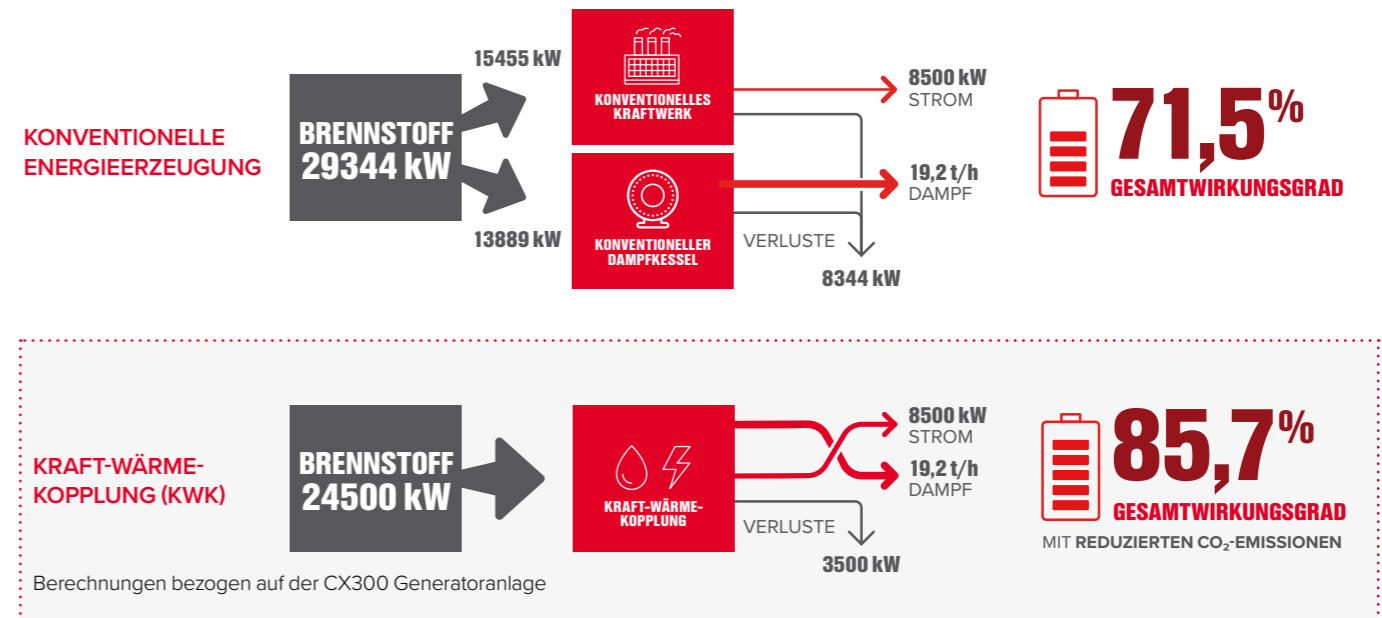 KONVENTIONELLE
ENERGIEERZEUGUNG
BRENNSTOFF
29344 kW
15455 kW
13889 kW
KONVENTIONELLES
KRAFTWERK
KONVENTIONELLER
DAMPFKESSEL
8500 kW
STROM
19,2 t/h
DAMPF
VERLUSTE
8344 kW
71,5%
GESAMTWIRKUNGSGRAD
KRAFT-WÄRME-
KOPPLUNG (KWK)
BRENNSTOFF
24500 kW
KRAFT-WÄRME-
KOPPLUNG
8500 kW
STROM
19,2 t/h
DAMPF
VERLUSTE
3500 kW
85,7%
GESAMTWIRKUNGSGRAD
MIT REDUZIERTEN CO₂-EMISSIONEN
Berechnungen bezogen auf der CX300 Generatoranlage